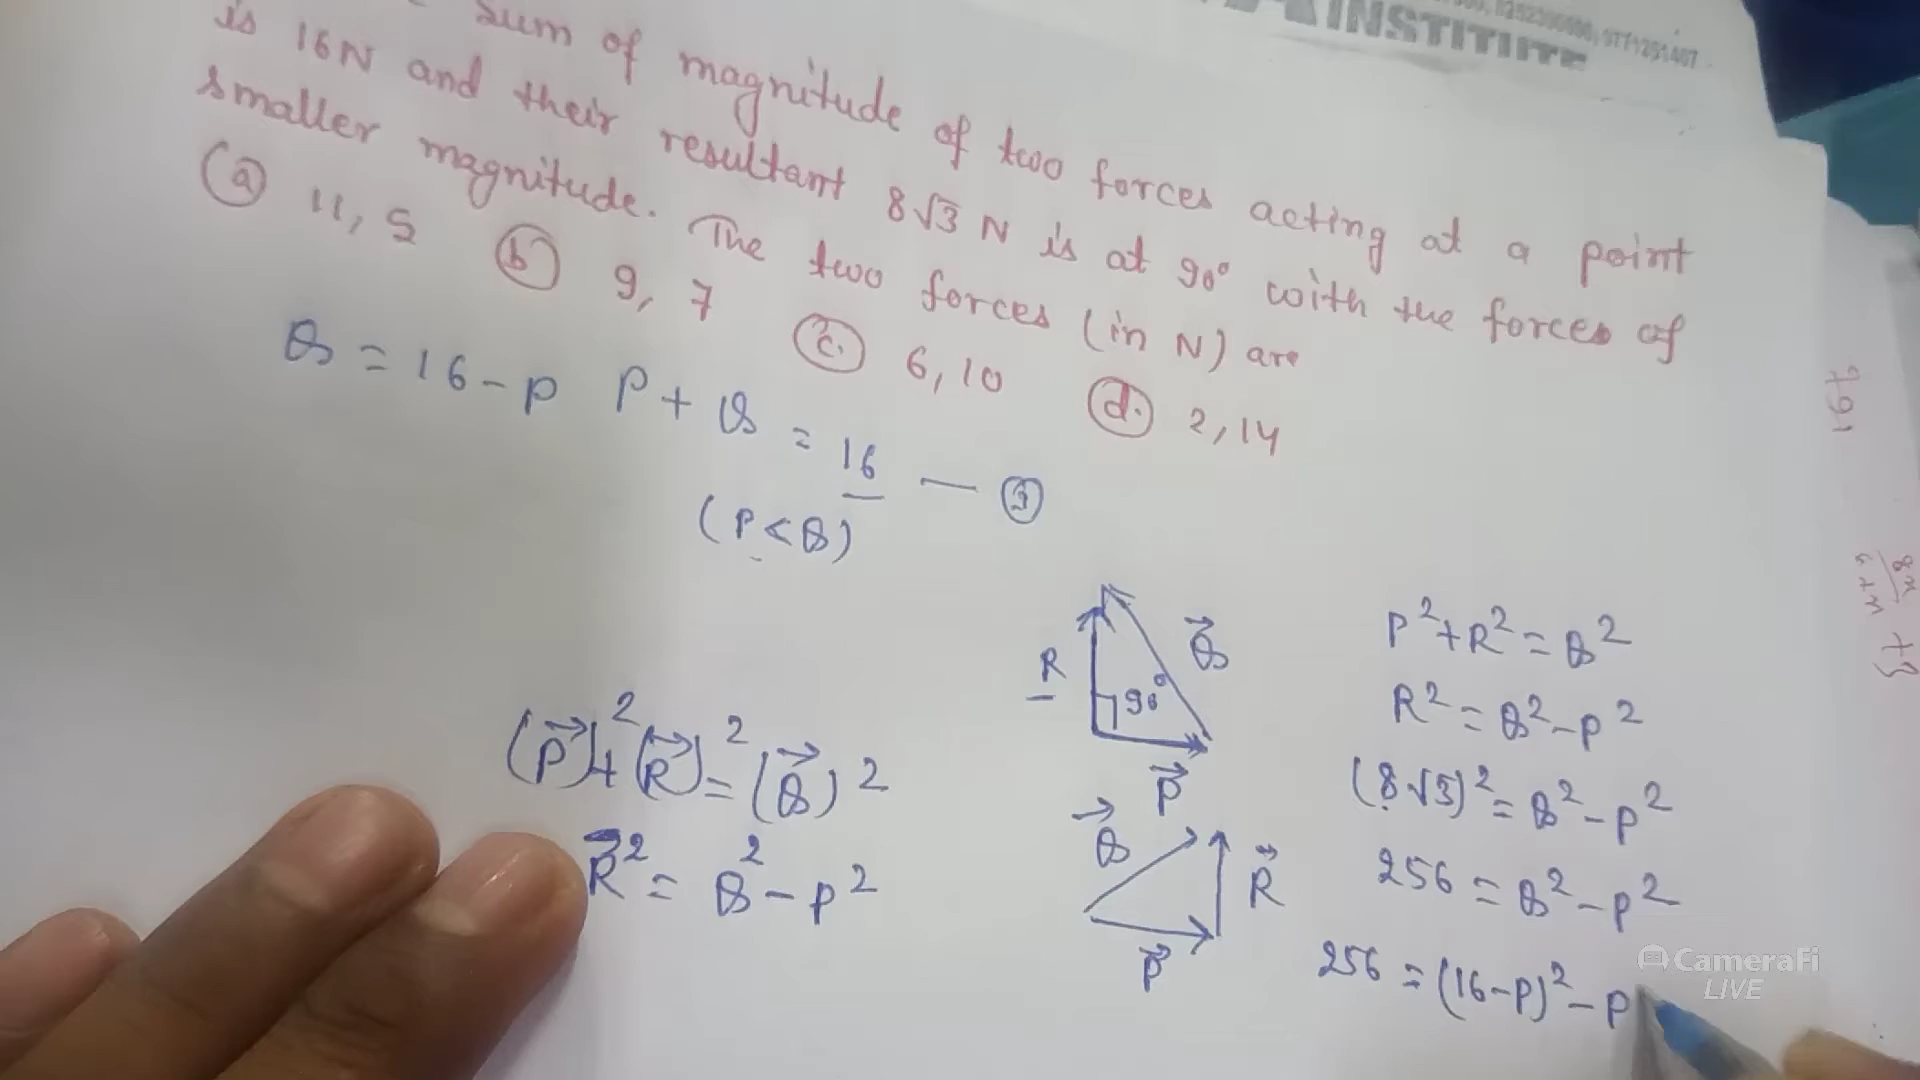 INSTITUTE
Sum of magnitude of two forces acting at a point
is 16N and their resultant 8√3 N is at 90° with the forces of
smaller magnitude. The two forces (in N) are
(a) 11, 5 (b) 9, 7 (c.) 6, 10 (d.) 2, 14
Q = 16 - P P + Q = 16 — (1)
(P < Q)
R 90° Q
P
Q R
P
(P)² + (R)² = (Q)²
R² = Q² - P²
P² + R² = Q²
R² = Q² - P²
(8√3)² = Q² - P²
256 = Q² - P²
256 = (16-P)² - P
CameraFi
LIVE